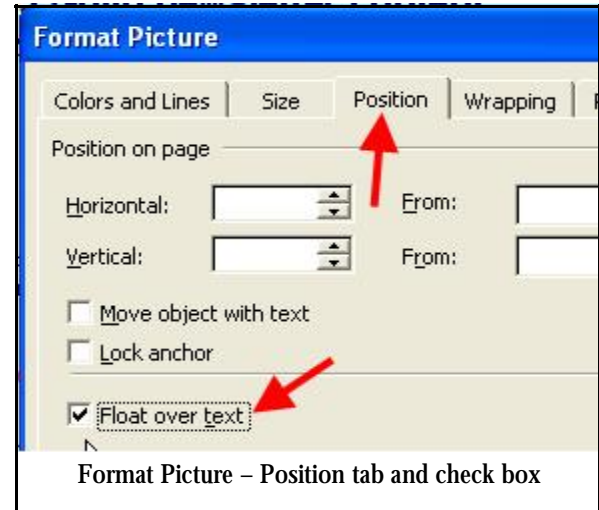 Format Picture
Colors and Lines Size Position Wrapping
Position on page
Horizontal: From:
Vertical: From:
Move object with text
Lock anchor
Float over text
Format Picture – Position tab and check box